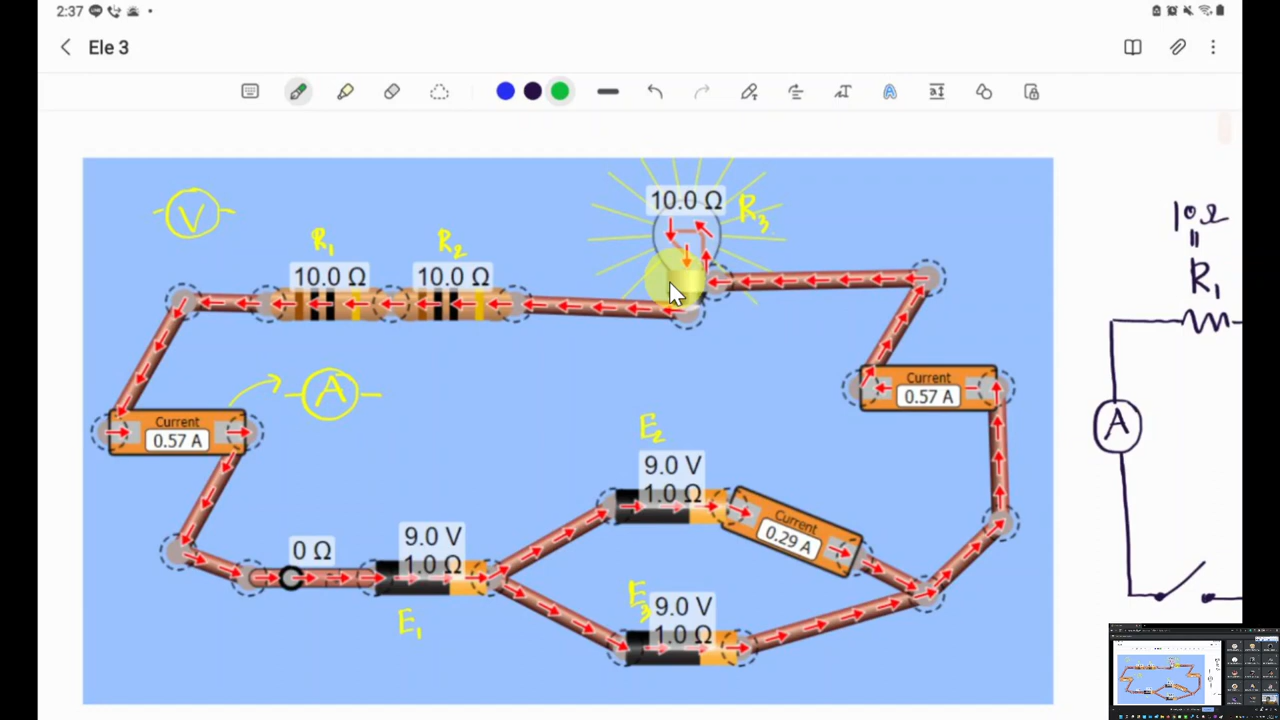 2:37
Ele 3
10.0 Ω
R3
V
R1
R2
10.0 Ω
10.0 Ω
10Ω
=
R1
Current
0.57 A
A
Current
0.57 A
A
E2
9.0 V
1.0 Ω
Current
0.29 A
0 Ω
9.0 V
1.0 Ω
E1
E3
9.0 V
1.0 Ω